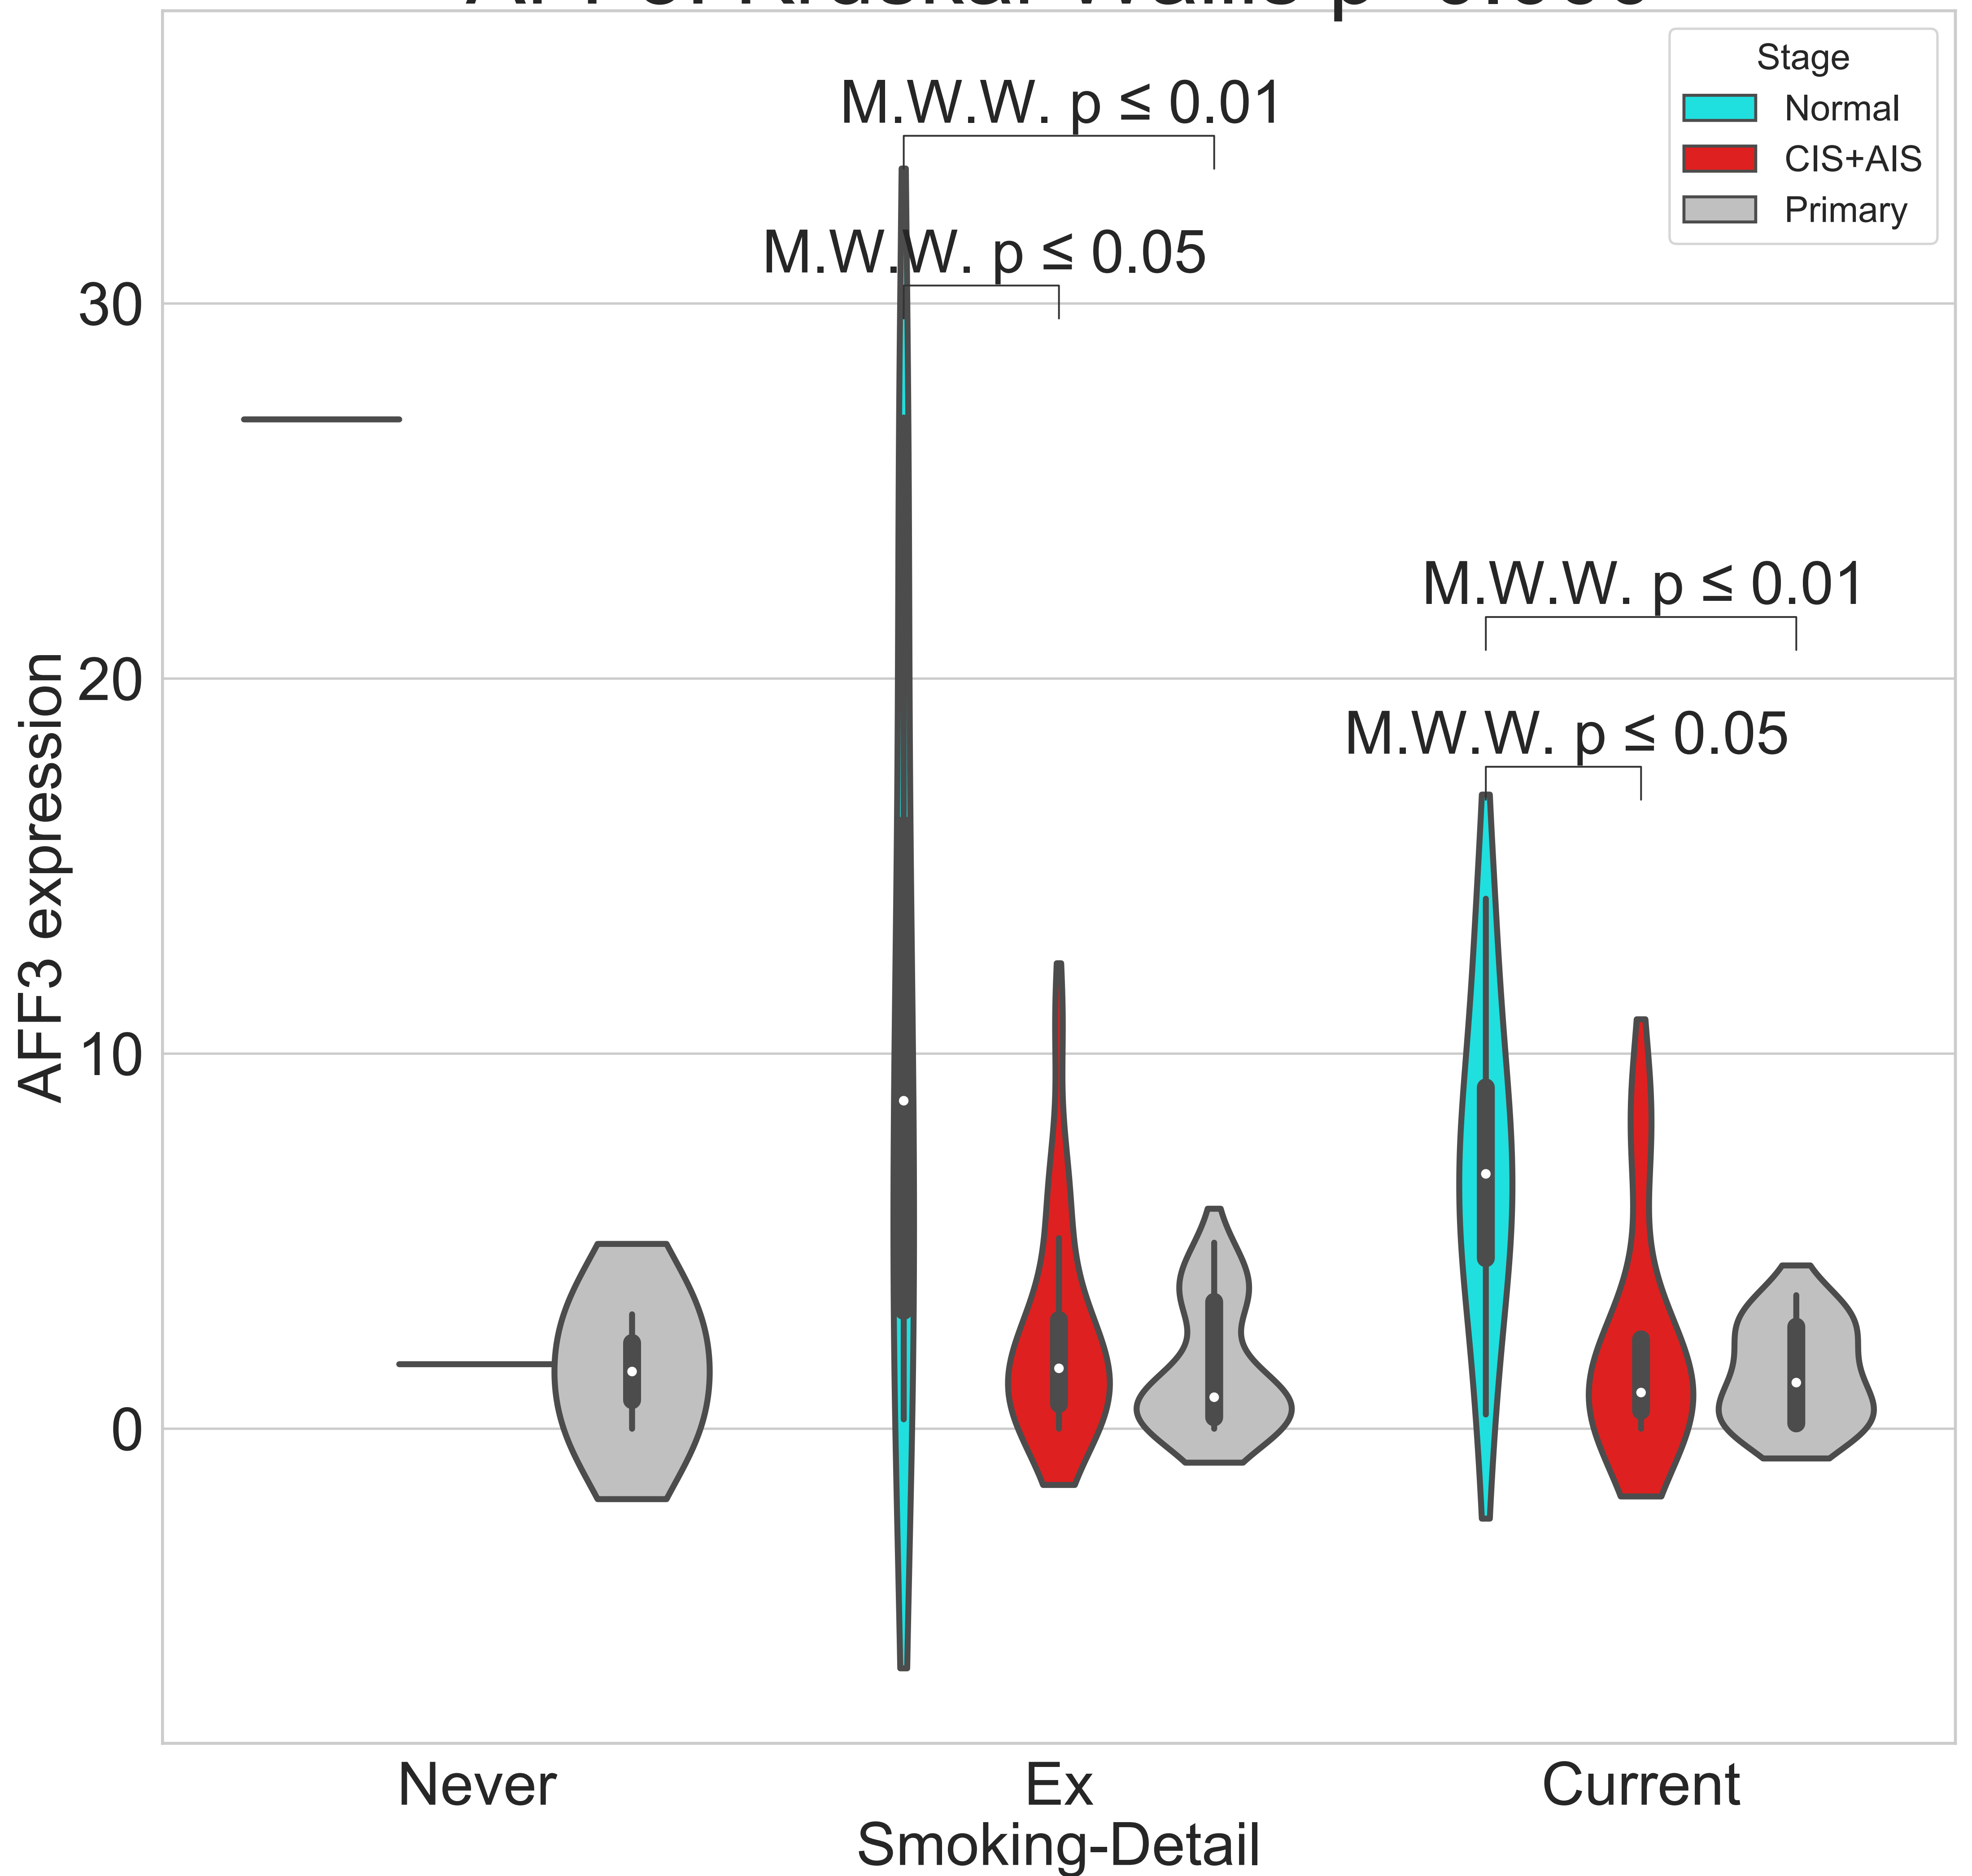 Stage
Normal
CIS+AIS
Primary
M.W.W. p ≤ 0.01
M.W.W. p ≤ 0.05
M.W.W. p ≤ 0.01
M.W.W. p ≤ 0.05
30
20
10
0
AFF3 expression
Never
Ex
Current
Smoking-Detail